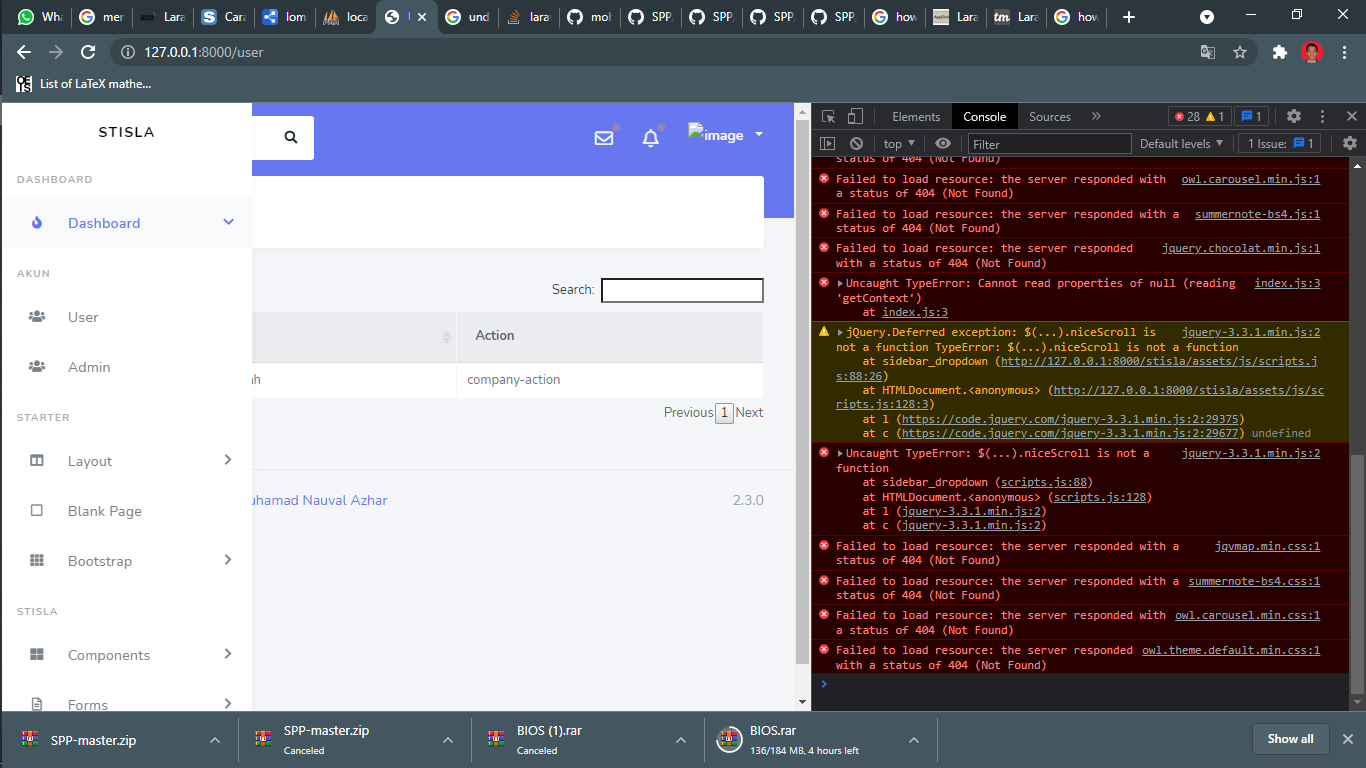 Wha
mer
Lara
Cara
lom
loca
und
lara
moh
SPP,
SPP,
SPP,
SPP,
how
Lara
tm
Lara
how
127.0.0.1:8000/user
List of LaTeX mathe...
STISLA
DASHBOARD
Dashboard
AKUN
User
Admin
STARTER
Layout
Blank Page
Bootstrap
STISLA
Components
Forms
image
Search:
Action
ah
company-action
Previous 1 Next
uhamad Nauval Azhar
2.3.0
Elements Console Sources »
28 1 1
top Filter Default levels 1 Issue: 1
status of 404 (Not Found)
Failed to load resource: the server responded with owl.carousel.min.js:1
a status of 404 (Not Found)
Failed to load resource: the server responded with a summernote-bs4.js:1
status of 404 (Not Found)
Failed to load resource: the server responded jquery.chocolat.min.js:1
with a status of 404 (Not Found)
Uncaught TypeError: Cannot read properties of null (reading index.js:3
'getContext')
at index.js:3
jQuery.Deferred exception: $(...).niceScroll is jquery-3.3.1.min.js:2
not a function TypeError: $(...).niceScroll is not a function
at sidebar_dropdown (http://127.0.0.1:8000/stisla/assets/js/scripts.j
s:88:26)
at HTMLDocument.<anonymous> (http://127.0.0.1:8000/stisla/assets/js/sc
ripts.js:128:3)
at l (https://code.jquery.com/jquery-3.3.1.min.js:2:29375)
at c (https://code.jquery.com/jquery-3.3.1.min.js:2:29677) undefined
Uncaught TypeError: $(...).niceScroll is not a jquery-3.3.1.min.js:2
function
at sidebar_dropdown (scripts.js:88)
at HTMLDocument.<anonymous> (scripts.js:128)
at l (jquery-3.3.1.min.js:2)
at c (jquery-3.3.1.min.js:2)
Failed to load resource: the server responded with a jqvmap.min.css:1
status of 404 (Not Found)
Failed to load resource: the server responded with a summernote-bs4.css:1
status of 404 (Not Found)
Failed to load resource: the server responded with owl.carousel.min.css:1
a status of 404 (Not Found)
Failed to load resource: the server responded owl.theme.default.min.css:1
with a status of 404 (Not Found)
SPP-master.zip
SPP-master.zip
Canceled
BIOS (1).rar
Canceled
BIOS.rar
136/184 MB, 4 hours left
Show all